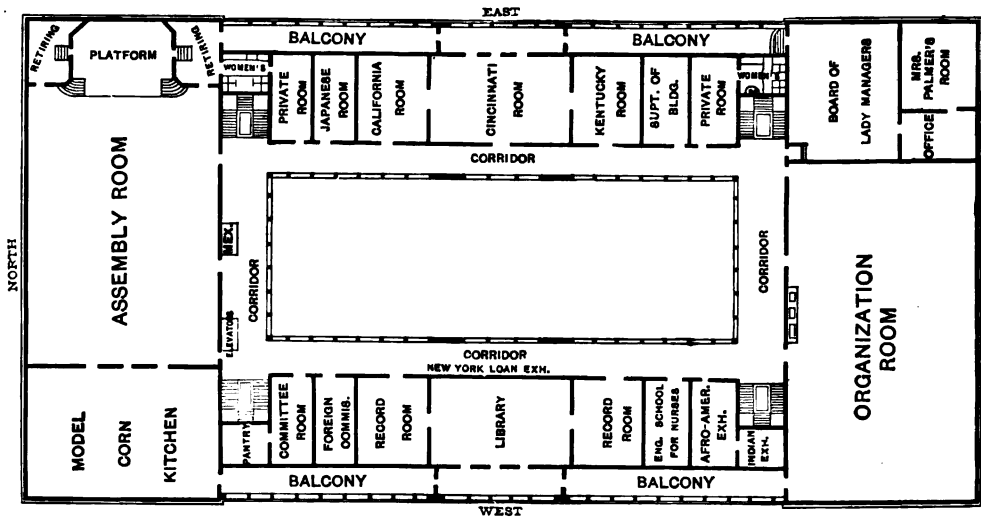 EAST
BALCONY
BALCONY
RETIRING
PLATFORM
RETIRING
WOMEN'S
PRIVATE
ROOM
JAPANESE
ROOM
CALIFORNIA
ROOM
CINCINNATI
ROOM
KENTUCKY
ROOM
SUPT. OF
BLDG.
PRIVATE
ROOM
WOMEN'S
BOARD OF
LADY MANAGERS
MRS.
PALMER'S
ROOM
OFFICE
CORRIDOR
NORTH
ASSEMBLY ROOM
MEX.
ELEVATORS
CORRIDOR
CORRIDOR
ORGANIZATION
ROOM
CORRIDOR
NEW YORK LOAN EXH.
MODEL
CORN
KITCHEN
PANTRY
COMMITTEE
ROOM
FOREIGN
COMMIS.
RECORD
ROOM
LIBRARY
RECORD
ROOM
ENG. SCHOOL
FOR NURSES
AFRO-AMER.
EXH.
INDIAN
EXH.
BALCONY
BALCONY
WEST